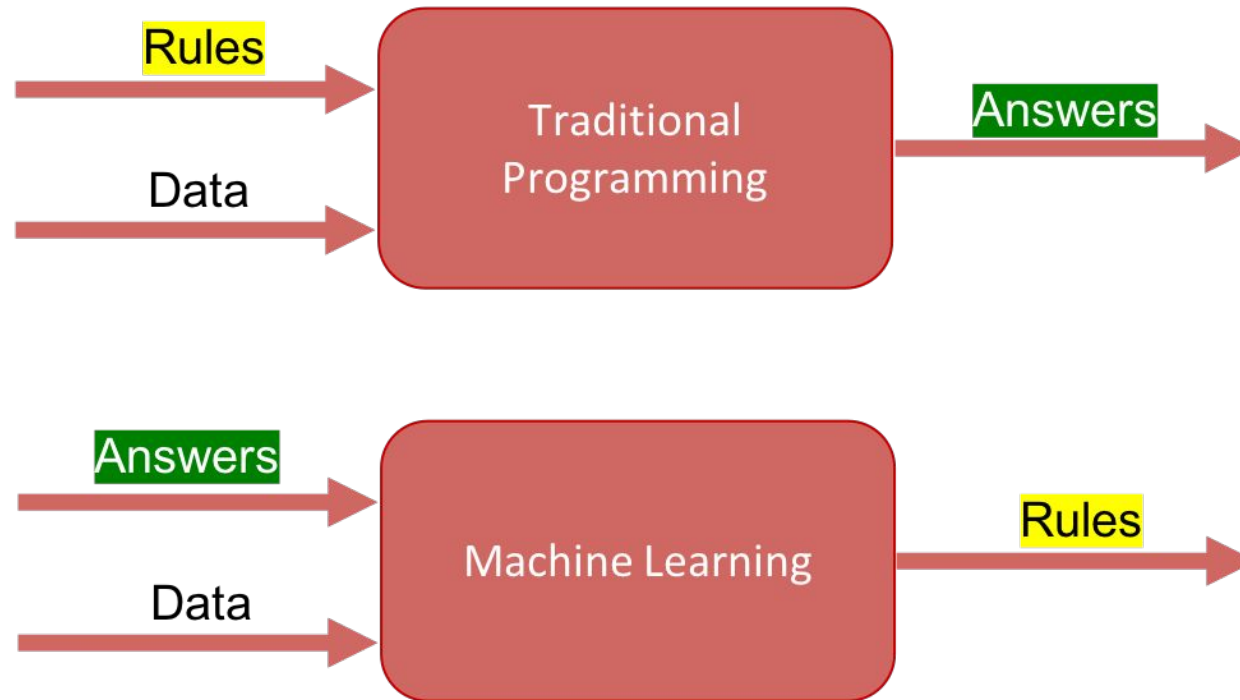 Rules
Data
Traditional
Programming
Answers
Answers
Data
Machine Learning
Rules